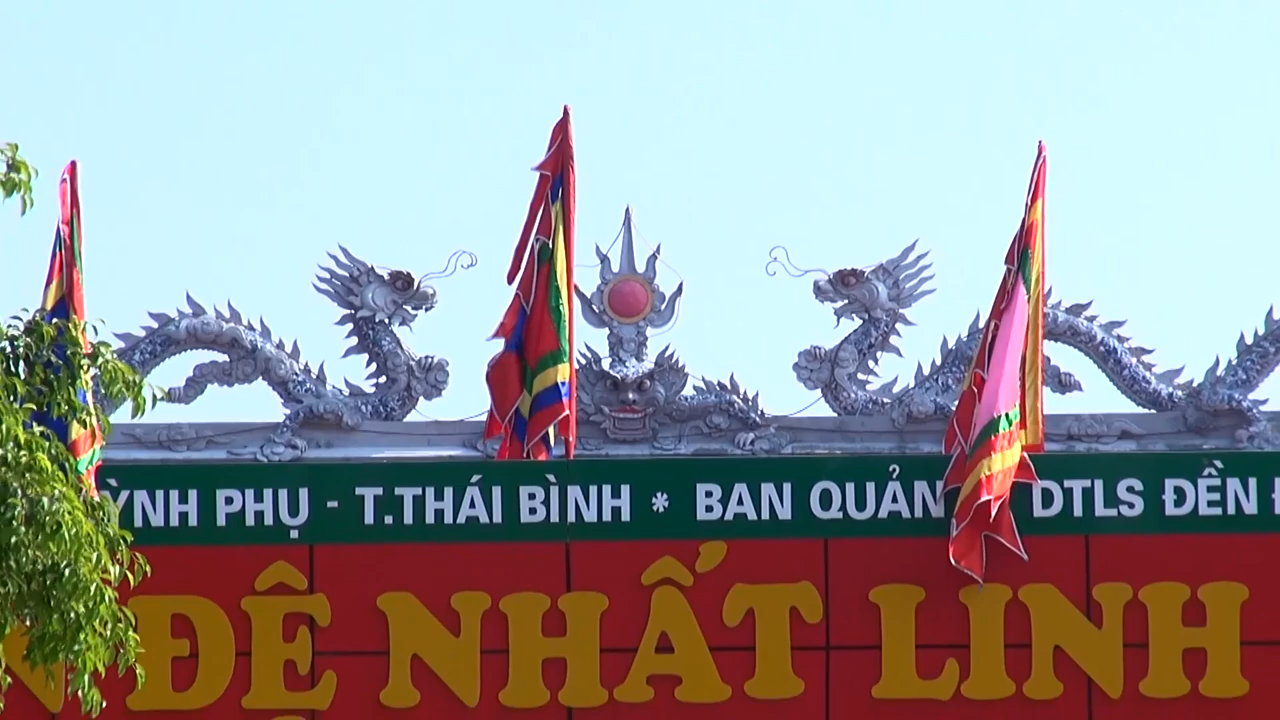 PHỤ - T.THÁI BÌNH * BAN QUẢN DTLS ĐỀN
ĐỆ NHẤT LINH